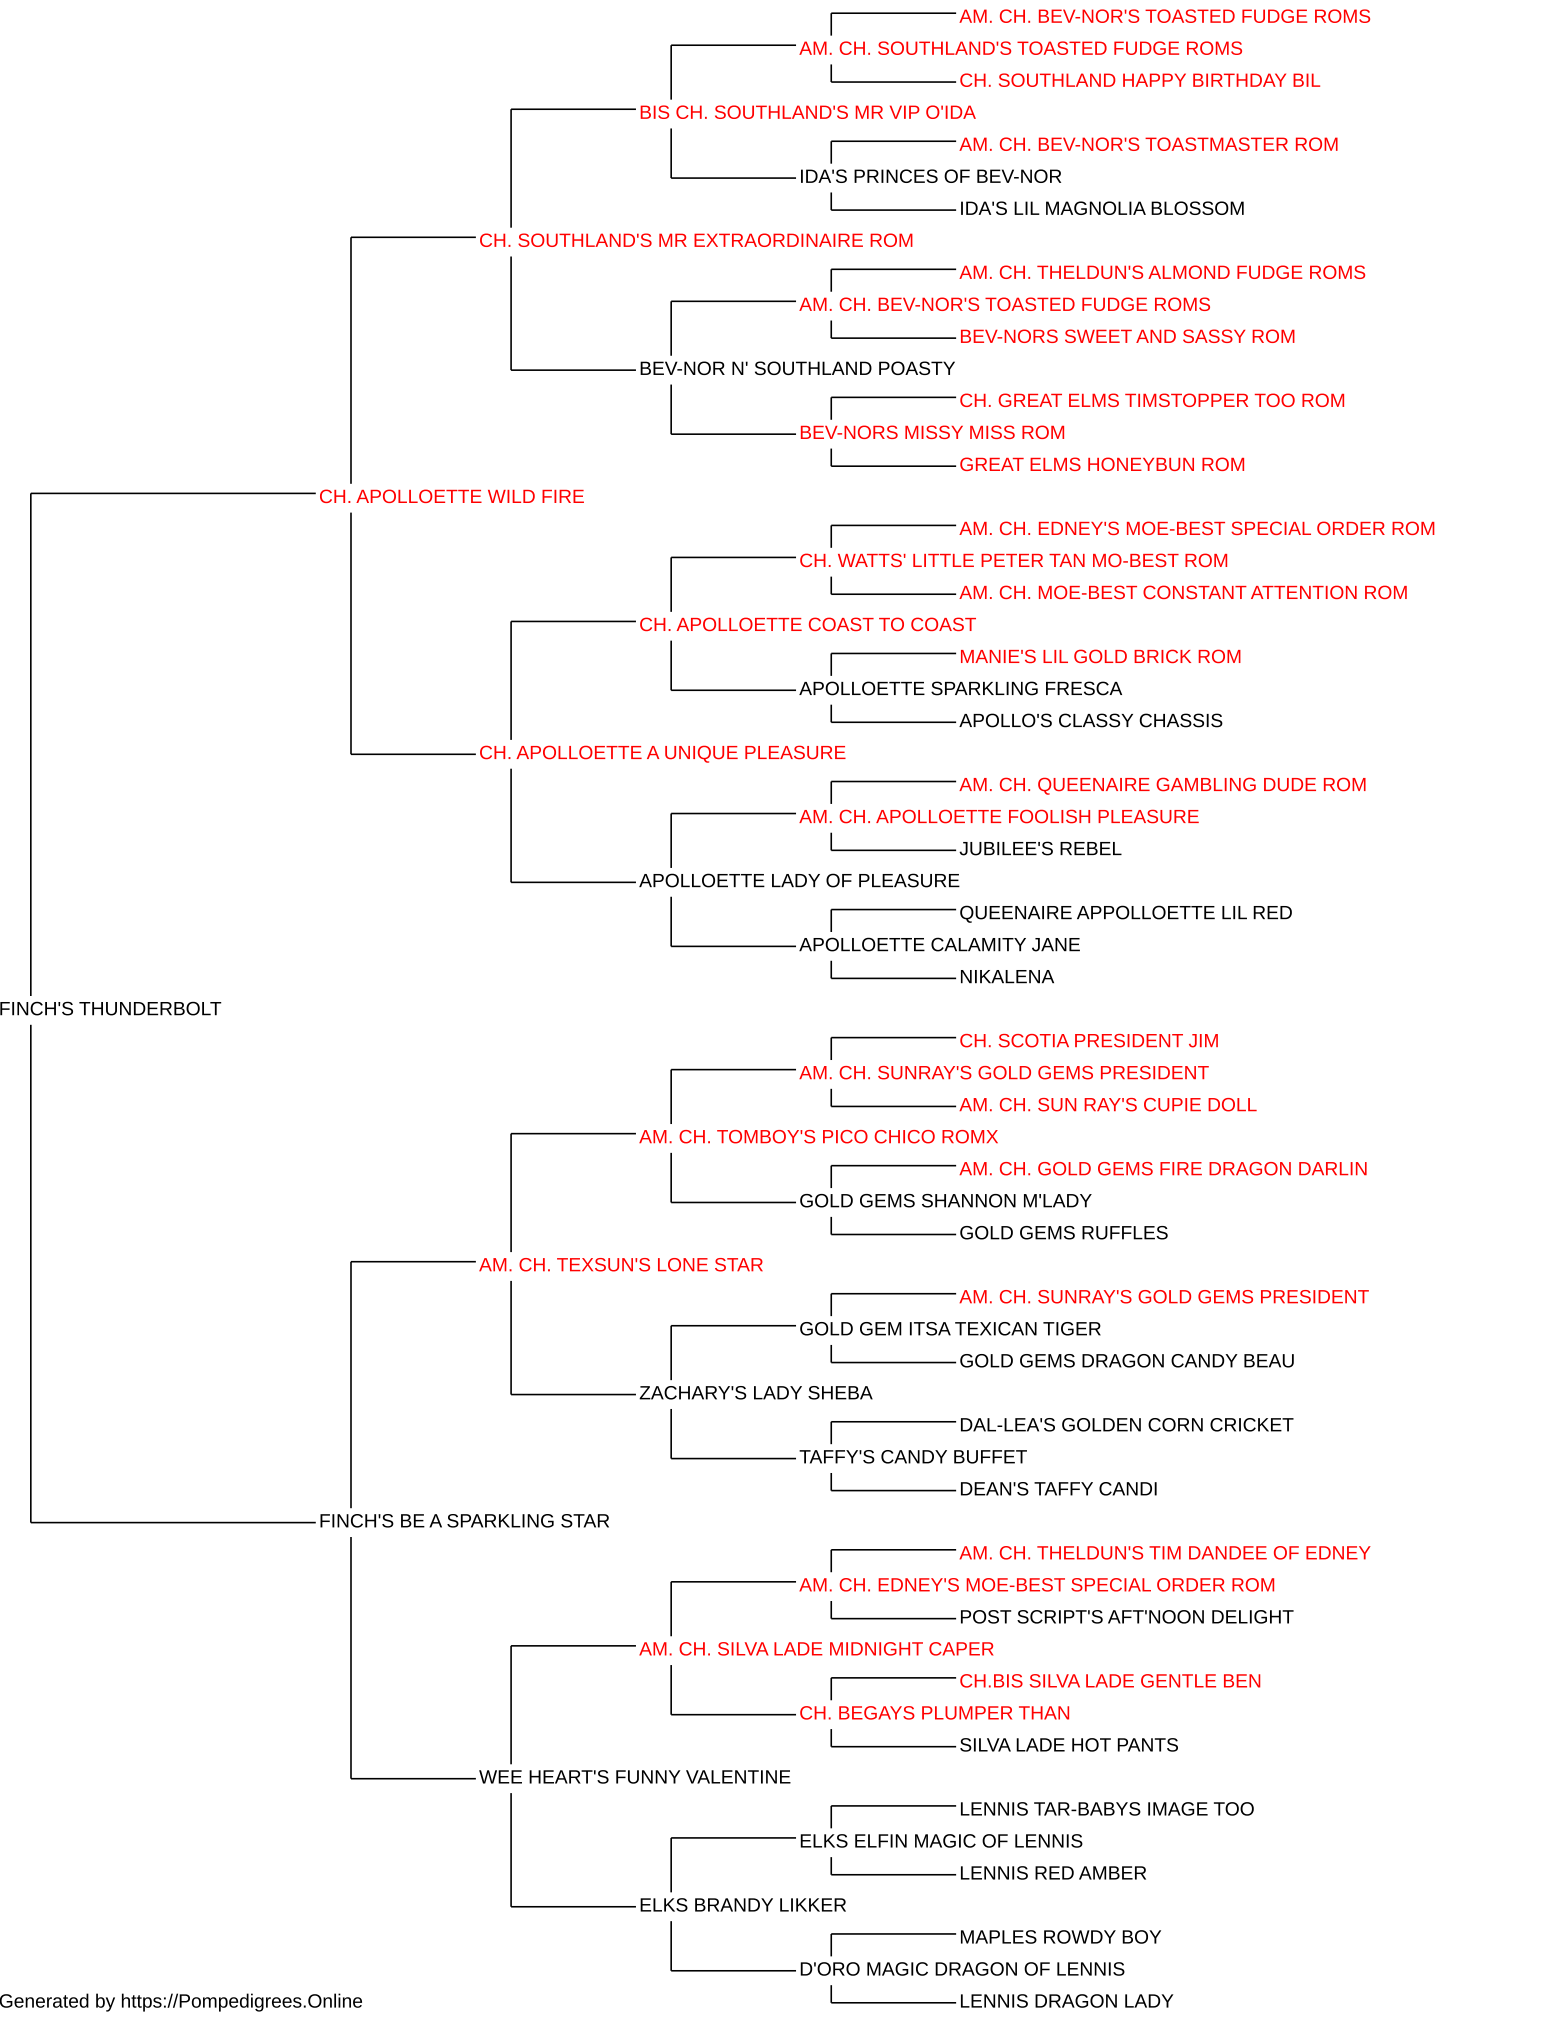 AM. CH. BEV-NOR'S TOASTED FUDGE ROMS
AM. CH. SOUTHLAND'S TOASTED FUDGE ROMS
CH. SOUTHLAND HAPPY BIRTHDAY BIL
BIS CH. SOUTHLAND'S MR VIP O'IDA
AM. CH. BEV-NOR'S TOASTMASTER ROM
IDA'S PRINCES OF BEV-NOR
IDA'S LIL MAGNOLIA BLOSSOM
CH. SOUTHLAND'S MR EXTRAORDINAIRE ROM
AM. CH. THELDUN'S ALMOND FUDGE ROMS
AM. CH. BEV-NOR'S TOASTED FUDGE ROMS
BEV-NORS SWEET AND SASSY ROM
BEV-NOR N' SOUTHLAND POASTY
CH. GREAT ELMS TIMSTOPPER TOO ROM
BEV-NORS MISSY MISS ROM
GREAT ELMS HONEYBUN ROM
CH. APOLLOETTE WILD FIRE
AM. CH. EDNEY'S MOE-BEST SPECIAL ORDER ROM
CH. WATTS' LITTLE PETER TAN MO-BEST ROM
AM. CH. MOE-BEST CONSTANT ATTENTION ROM
CH. APOLLOETTE COAST TO COAST
MANIE'S LIL GOLD BRICK ROM
APOLLOETTE SPARKLING FRESCA
APOLLO'S CLASSY CHASSIS
CH. APOLLOETTE A UNIQUE PLEASURE
AM. CH. QUEENAIRE GAMBLING DUDE ROM
AM. CH. APOLLOETTE FOOLISH PLEASURE
JUBILEE'S REBEL
APOLLOETTE LADY OF PLEASURE
QUEENAIRE APPOLLOETTE LIL RED
APOLLOETTE CALAMITY JANE
NIKALENA
FINCH'S THUNDERBOLT
CH. SCOTIA PRESIDENT JIM
AM. CH. SUNRAY'S GOLD GEMS PRESIDENT
AM. CH. SUN RAY'S CUPIE DOLL
AM. CH. TOMBOY'S PICO CHICO ROMX
AM. CH. GOLD GEMS FIRE DRAGON DARLIN
GOLD GEMS SHANNON M'LADY
GOLD GEMS RUFFLES
AM. CH. TEXSUN'S LONE STAR
AM. CH. SUNRAY'S GOLD GEMS PRESIDENT
GOLD GEM ITSA TEXICAN TIGER
GOLD GEMS DRAGON CANDY BEAU
ZACHARY'S LADY SHEBA
DAL-LEA'S GOLDEN CORN CRICKET
TAFFY'S CANDY BUFFET
DEAN'S TAFFY CANDI
FINCH'S BE A SPARKLING STAR
AM. CH. THELDUN'S TIM DANDEE OF EDNEY
AM. CH. EDNEY'S MOE-BEST SPECIAL ORDER ROM
POST SCRIPT'S AFT'NOON DELIGHT
AM. CH. SILVA LADE MIDNIGHT CAPER
CH.BIS SILVA LADE GENTLE BEN
CH. BEGAYS PLUMPER THAN
SILVA LADE HOT PANTS
WEE HEART'S FUNNY VALENTINE
LENNIS TAR-BABYS IMAGE TOO
ELKS ELFIN MAGIC OF LENNIS
LENNIS RED AMBER
ELKS BRANDY LIKKER
MAPLES ROWDY BOY
D'ORO MAGIC DRAGON OF LENNIS
LENNIS DRAGON LADY
Generated by https://Pompedigrees.Online